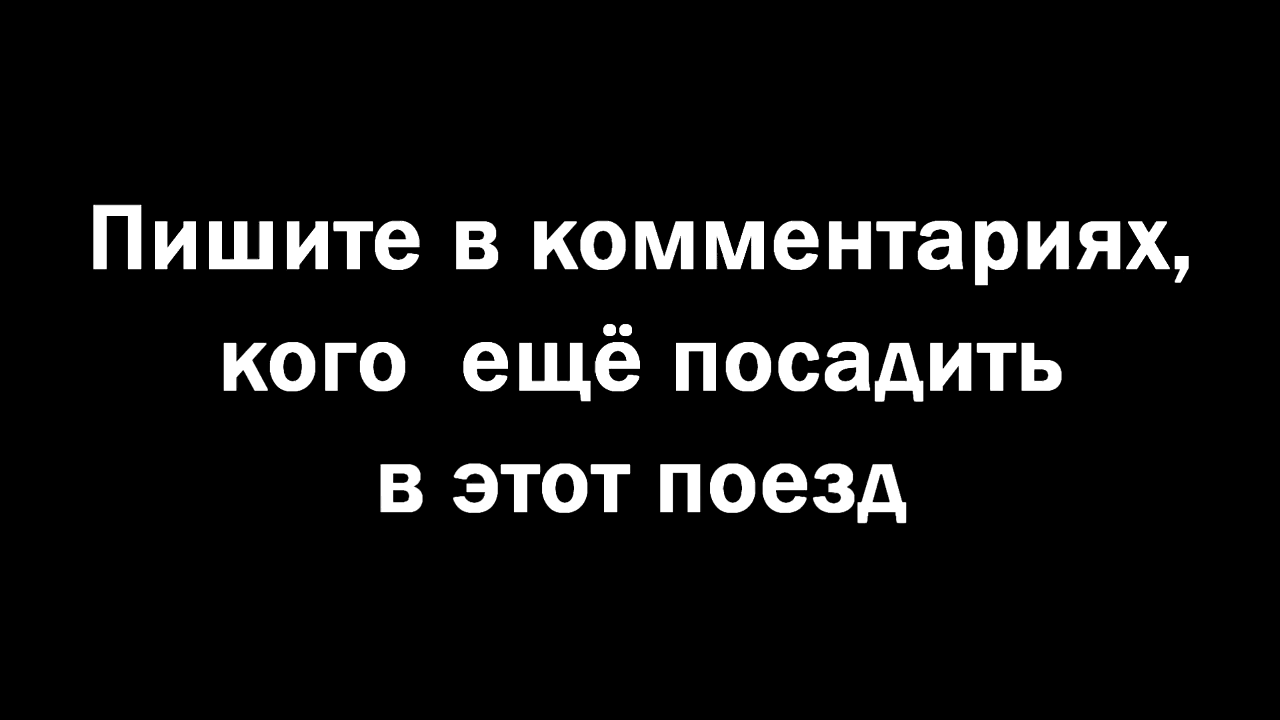 Пишите в комментариях,
кого  ещё посадить
в этот поезд